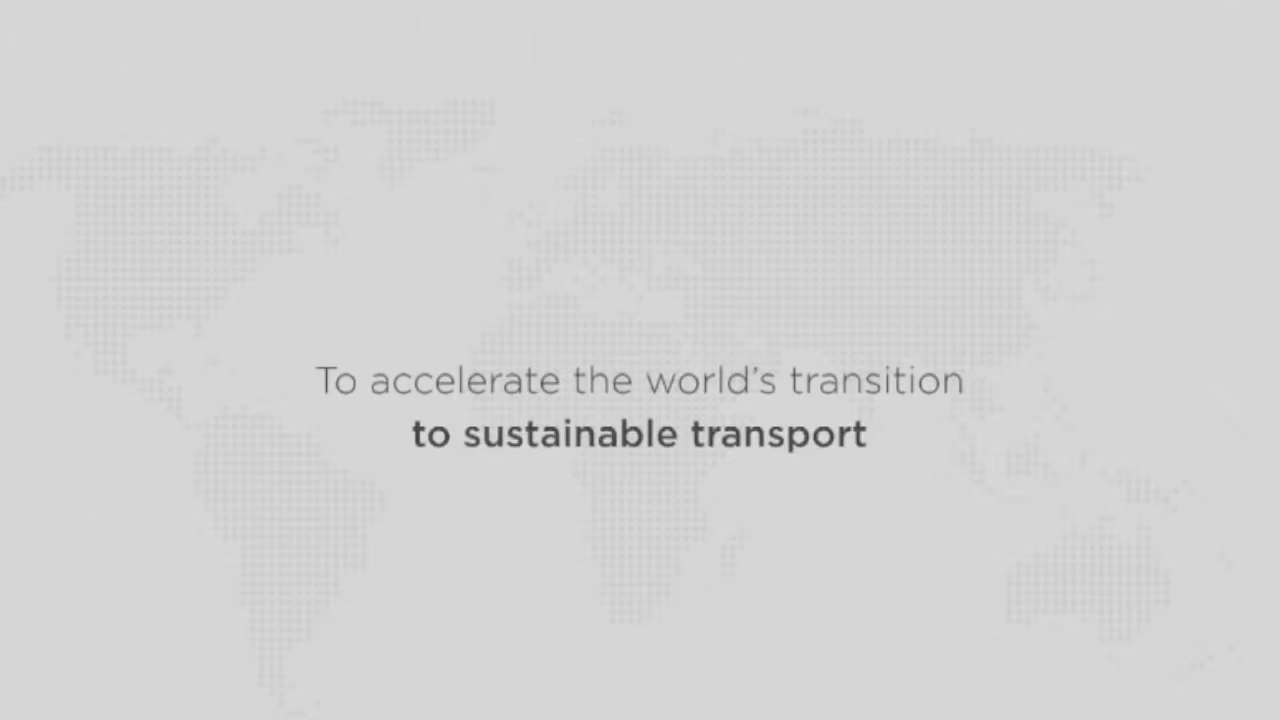 To accelerate the world's transition
to sustainable transport